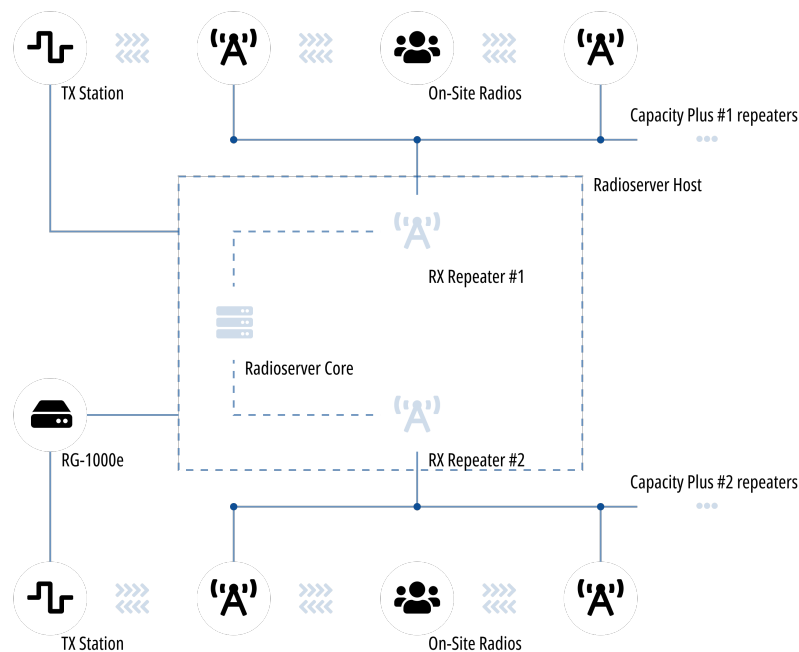 TX Station
On-Site Radios
Capacity Plus #1 repeaters
Radioserver Host
RX Repeater #1
Radioserver Core
RG-1000e
RX Repeater #2
Capacity Plus #2 repeaters
TX Station
On-Site Radios